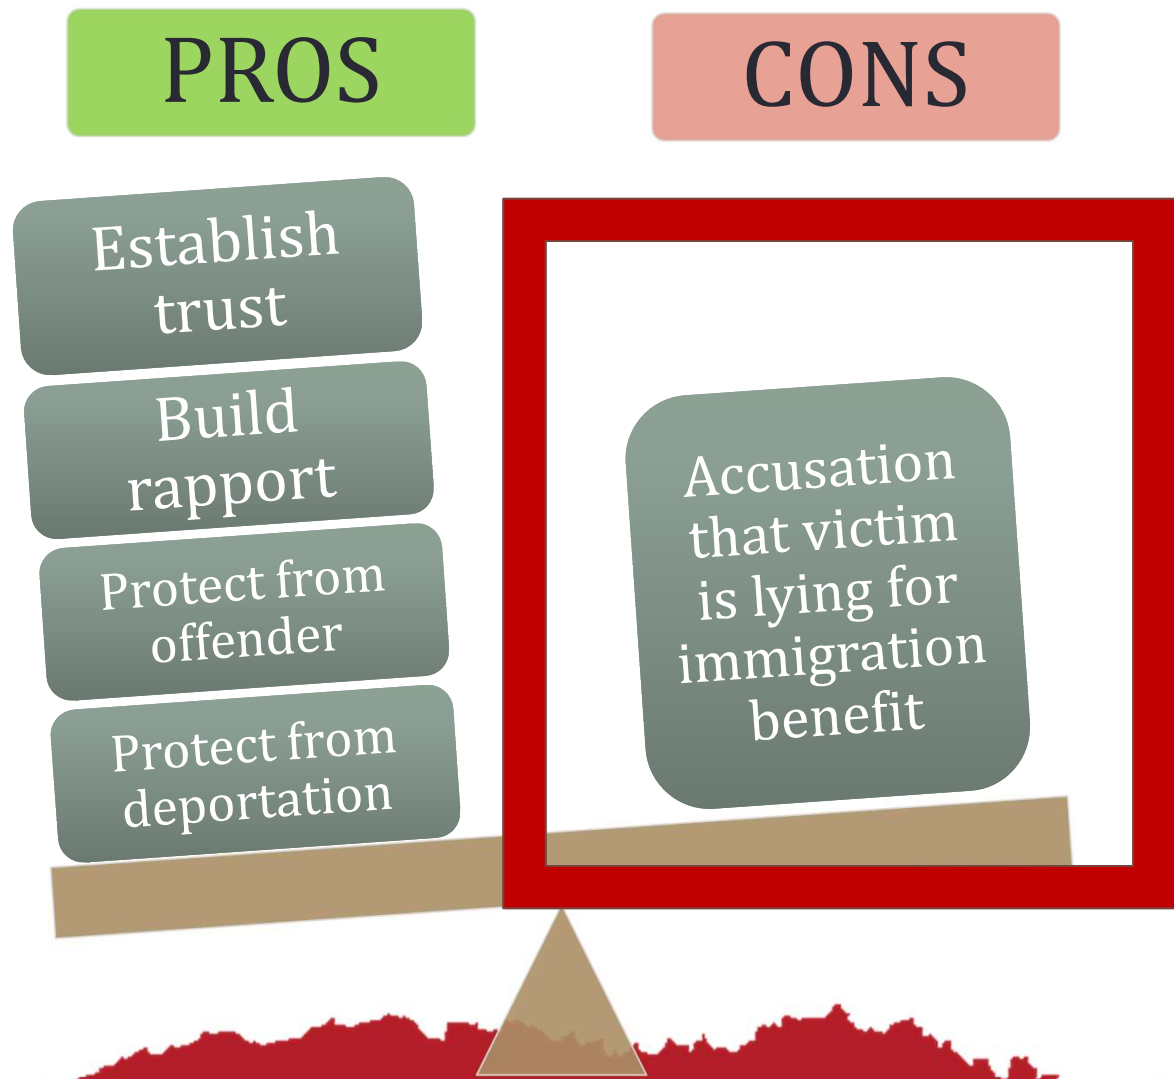 PROS
CONS
Establish
trust
Build
rapport
Protect from
offender
Protect from
deportation
Accusation
that victim
is lying for
immigration
benefit